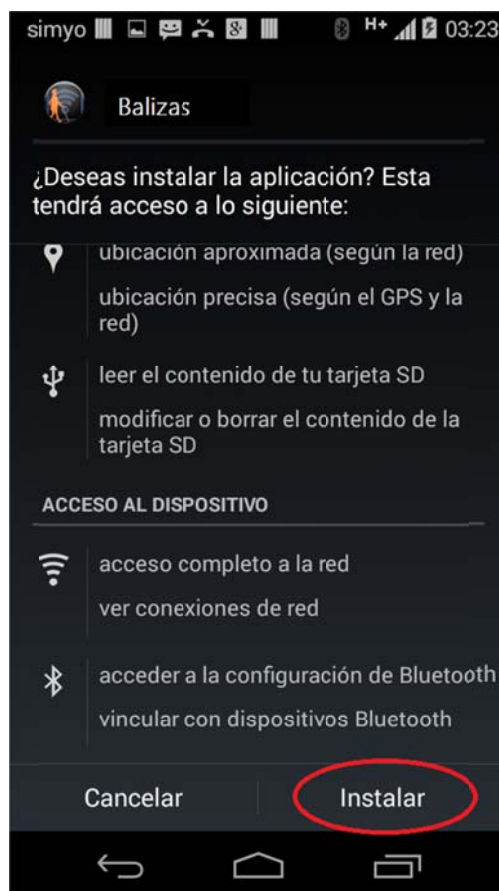 simyo H+ 03:23
Balizas
¿Deseas instalar la aplicación? Esta
tendrá acceso a lo siguiente:
ubicación aproximada (según la red)
ubicación precisa (según el GPS y la
red)
leer el contenido de tu tarjeta SD
modificar o borrar el contenido de la
tarjeta SD
ACCESO AL DISPOSITIVO
acceso completo a la red
ver conexiones de red
acceder a la configuración de Bluetooth
vincular con dispositivos Bluetooth
Cancelar Instalar